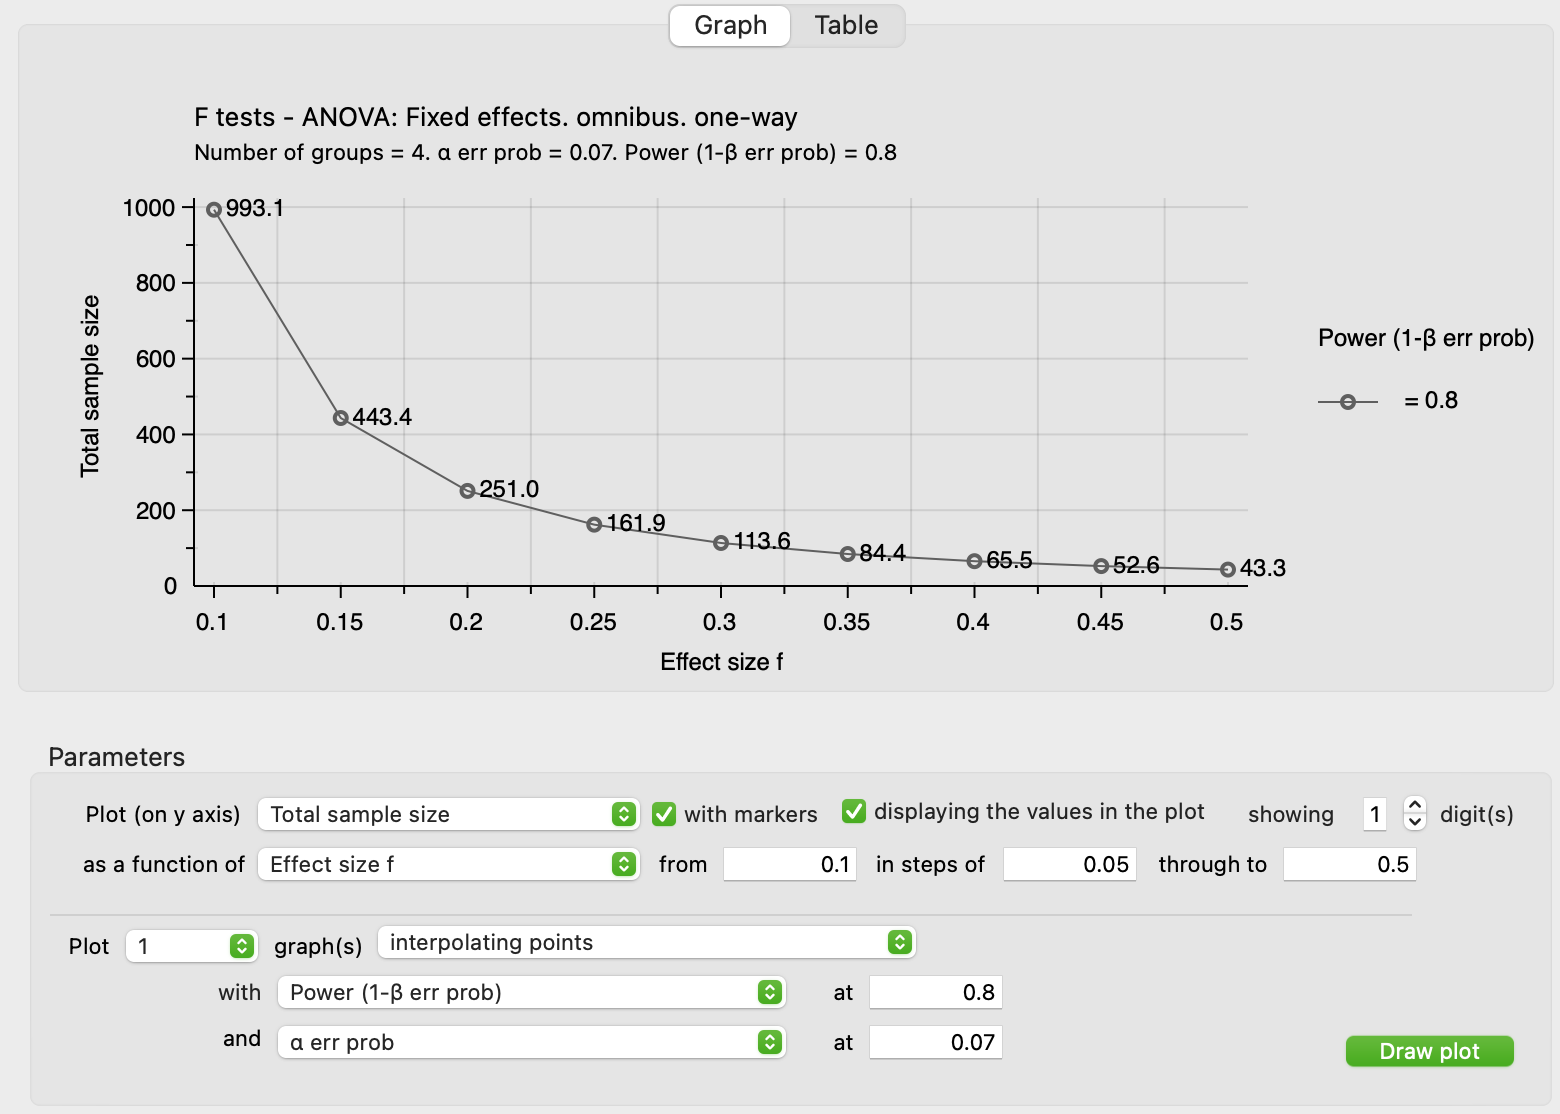 Graph Table
F tests - ANOVA: Fixed effects. omnibus. one-way
Number of groups = 4. α err prob = 0.07. Power (1-β err prob) = 0.8
1000
800
600
400
200
0
Total sample size
993.1
443.4
251.0
161.9
113.6
84.4
65.5
52.6
43.3
0.1 0.15 0.2 0.25 0.3 0.35 0.4 0.45 0.5
Effect size f
Power (1-β err prob)
= 0.8
Parameters
Plot (on y axis) Total sample size with markers displaying the values in the plot showing 1 digit(s)
as a function of Effect size f from 0.1 in steps of 0.05 through to 0.5
Plot 1 graph(s) interpolating points
with Power (1-β err prob) at 0.8
and α err prob at 0.07
Draw plot